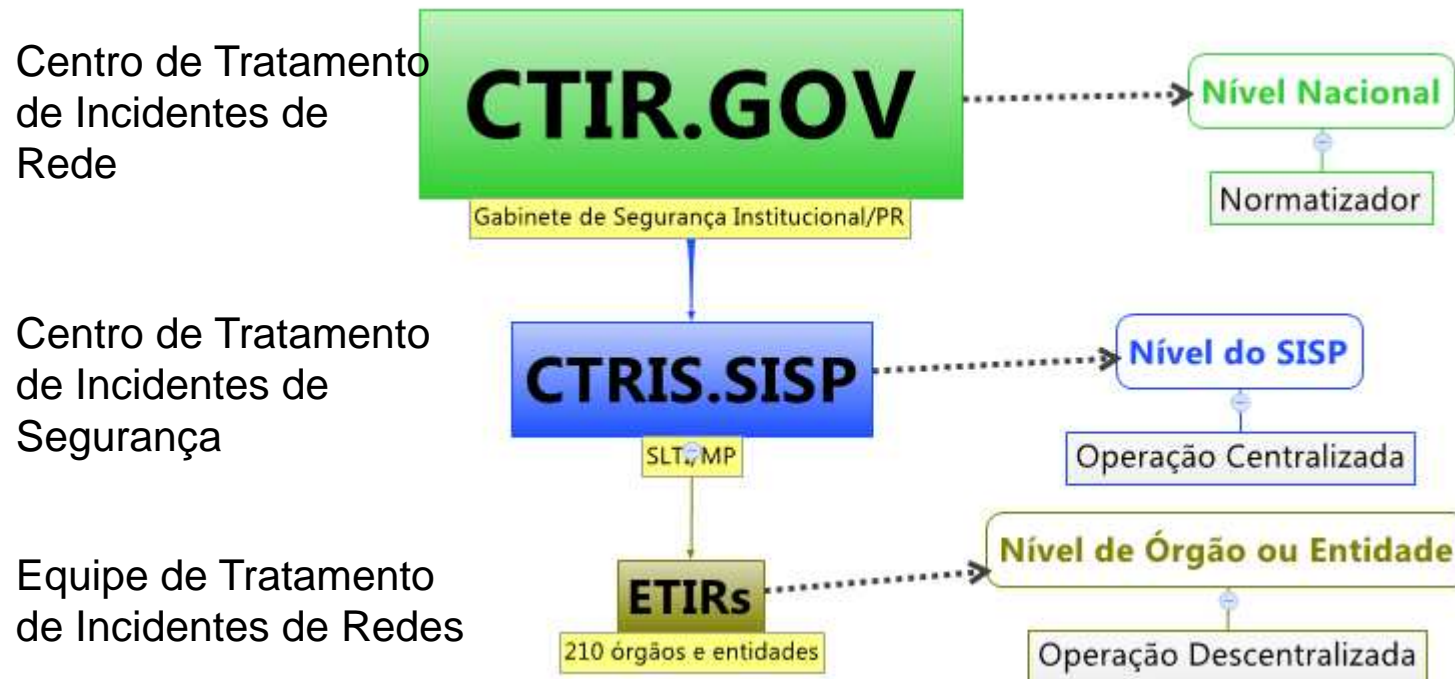 Centro de Tratamento
de Incidentes de
Rede
CTIR.GOV
Gabinete de Segurança Institucional/PR
Nível Nacional
Normatizador
Centro de Tratamento
de Incidentes de
Segurança
CTRIS.SISP
MP
Nível do SISP
Operação Centralizada
Equipe de Tratamento
de Incidentes de Redes
ETIRs
210 órgãos e entidades
Nível de Órgão ou Entidade
Operação Descentralizada